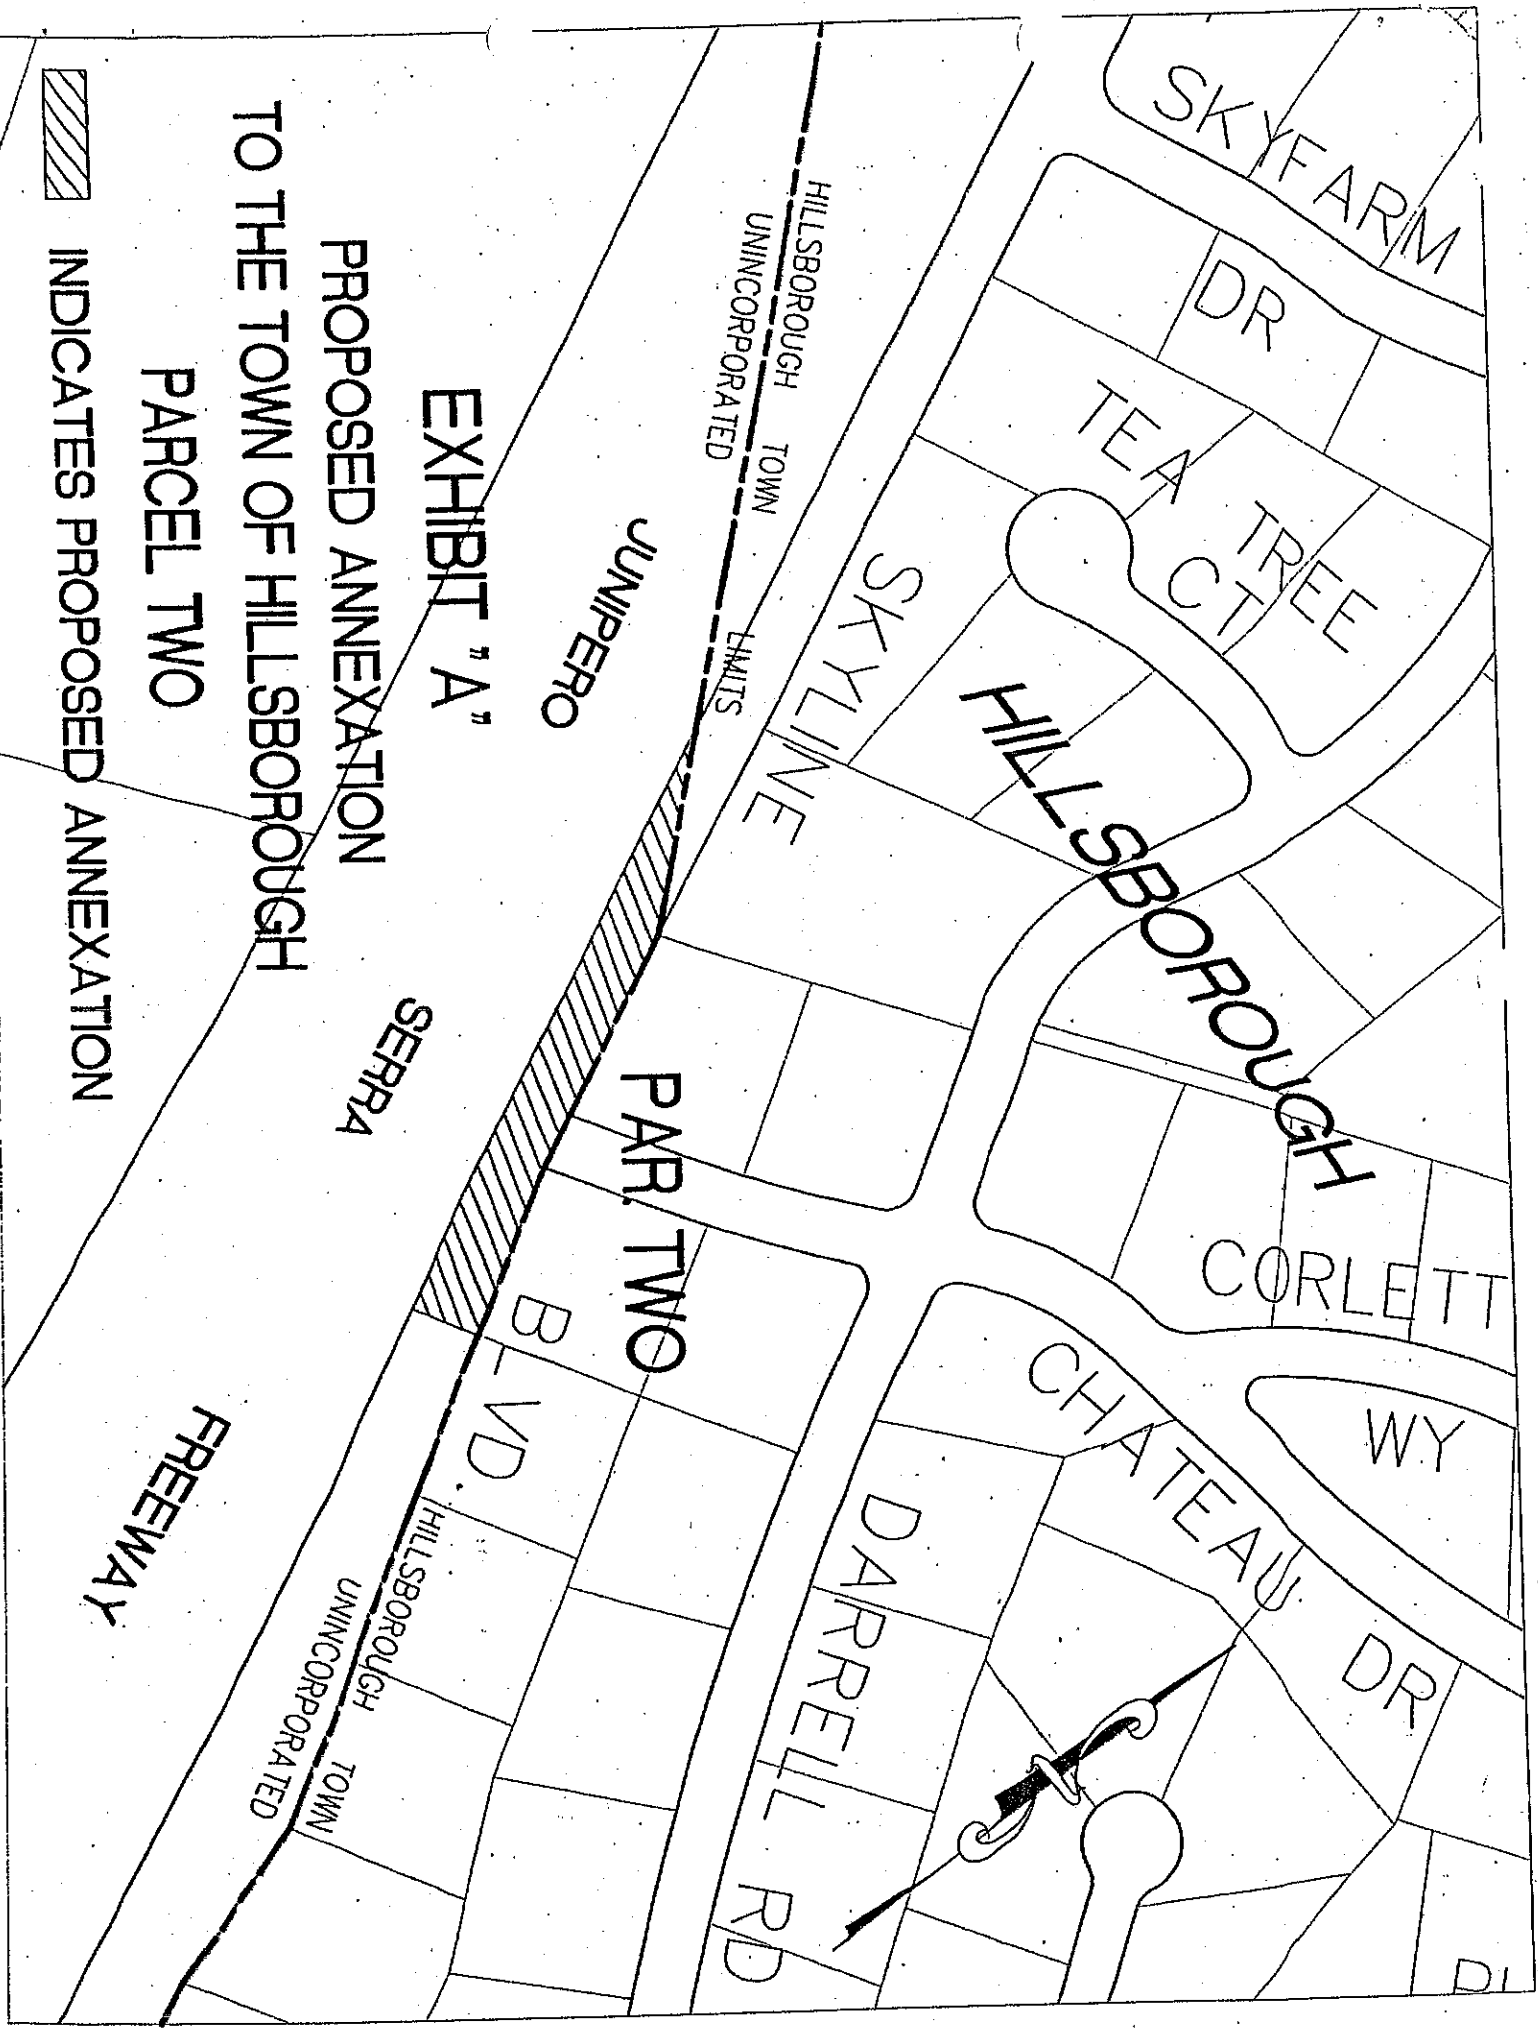 SKYFARM
DR
TEA TREE
CT
HILLSBOROUGH
CORLETT
WY
CHATEAU
DR
DARRELL RD
SKYLINE
BLVD.
PAR. TWO
HILLSBOROUGH TOWN LIMITS
UNINCORPORATED
HILLSBOROUGH TOWN
UNINCORPORATED
JUNIPERO
SERRA
FREEWAY
EXHIBIT "A"
PROPOSED ANNEXATION
TO THE TOWN OF HILLSBOROUGH
PARCEL TWO
INDICATES PROPOSED ANNEXATION